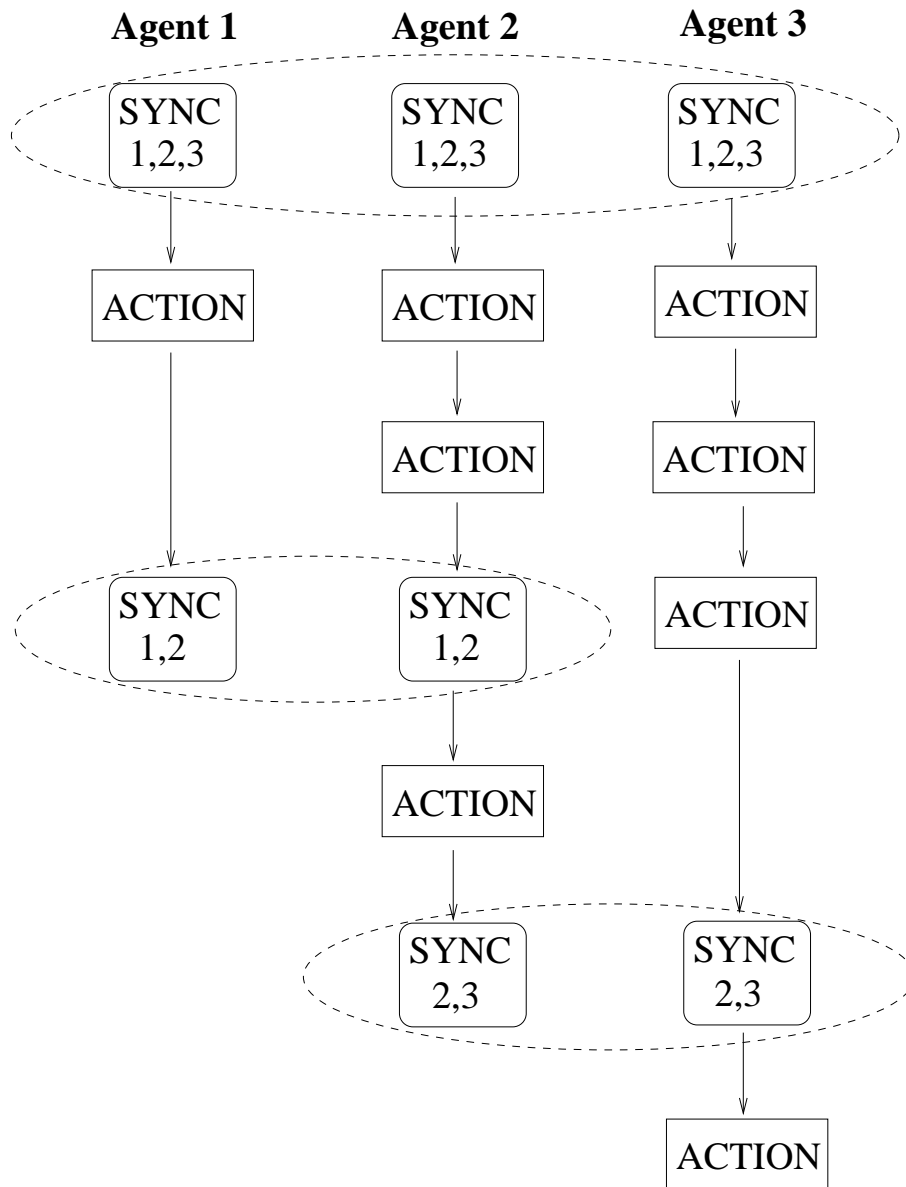 Agent 1 Agent 2 Agent 3
SYNC SYNC SYNC
1,2,3 1,2,3 1,2,3
ACTION ACTION ACTION
ACTION ACTION
SYNC SYNC ACTION
1,2 1,2
ACTION
SYNC SYNC
2,3 2,3
ACTION